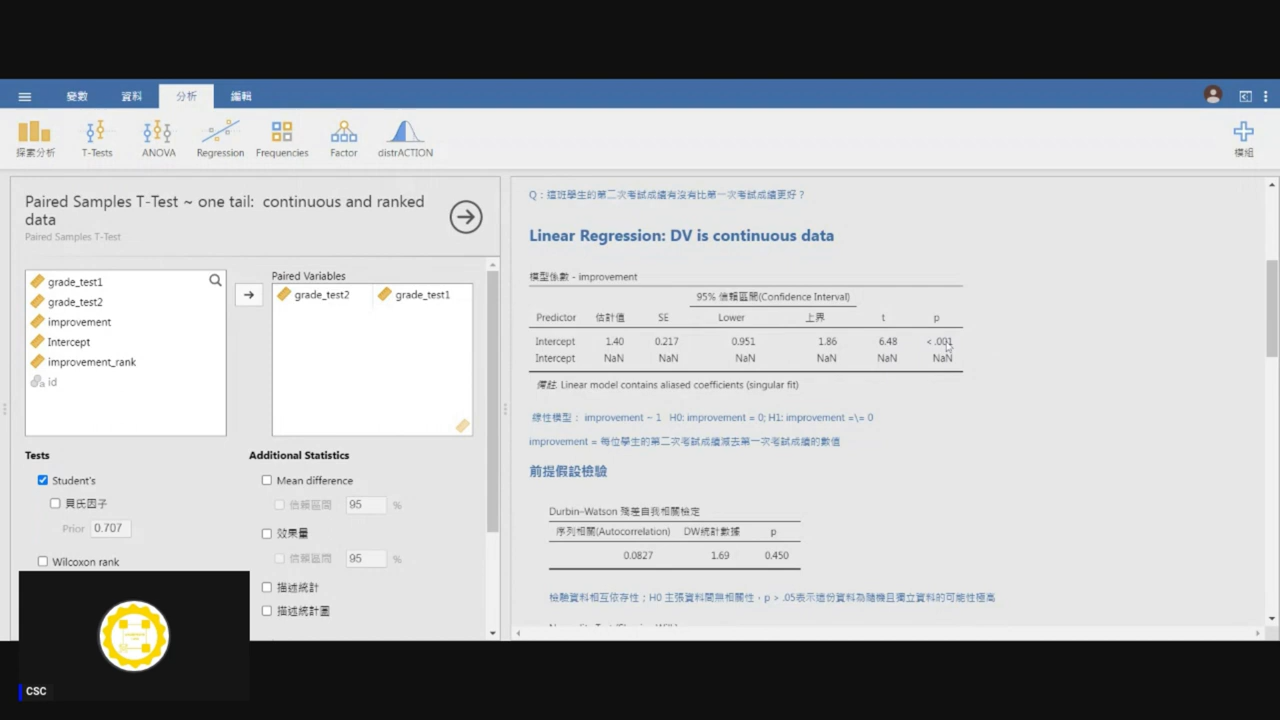 變數 資料 分析 編輯
探索分析 T-Tests ANOVA Regression Frequencies Factor distrACTION 模組
Paired Samples T-Test ~ one tail: continuous and ranked
data
Paired Samples T-Test
grade_test1
grade_test2
improvement
Intercept
improvement_rank
id
Paired Variables
grade_test2 grade_test1
Tests
Student's
貝氏因子
Prior 0.707
Wilcoxon rank
Additional Statistics
Mean difference
信賴區間 95 %
效果量
信賴區間 95 %
描述統計
描述統計圖
CSC
Q：這班學生的第二次考試成績有沒有比第一次考試成績更好？
Linear Regression: DV is continuous data
模型係數 - improvement
95% 信賴區間(Confidence Interval)
Predictor 估計值 SE Lower 上界 t p
Intercept 1.40 0.217 0.951 1.86 6.48 < .001
Intercept NaN NaN NaN NaN NaN NaN
備註. Linear model contains aliased coefficients (singular fit)
線性模型： improvement ~ 1 H0: improvement = 0; H1: improvement =\= 0
improvement = 每位學生的第二次考試成績減去第一次考試成績的數值
前提假設檢驗
Durbin–Watson 殘差自我相關檢定
序列相關(Autocorrelation) DW統計數據 p
0.0827 1.69 0.450
檢驗資料相互依存性；H0 主張資料間無相關性，p > .05表示這份資料為隨機且獨立資料的可能性極高